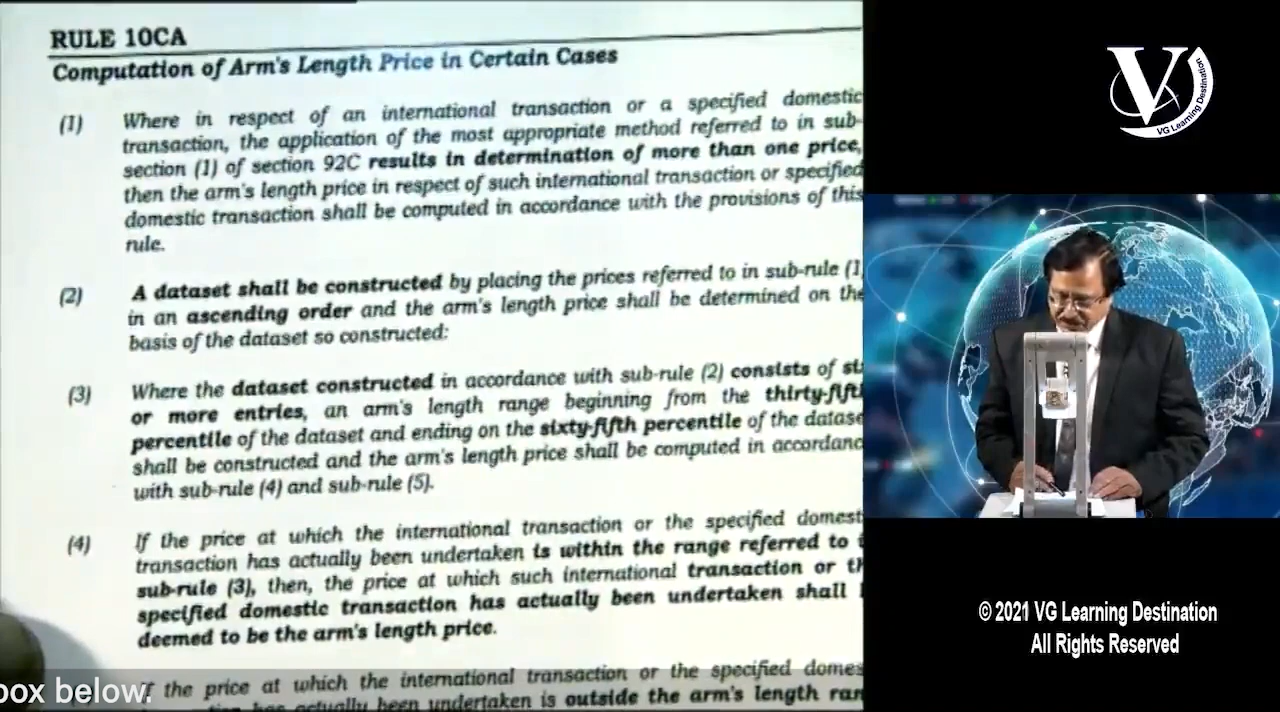 RULE 10CA
Computation of Arm's Length Price in Certain Cases
(1) Where in respect of an international transaction or a specified domestic
transaction, the application of the most appropriate method referred to in sub-
section (1) of section 92C results in determination of more than one price,
then the arm's length price in respect of such international transaction or specified
domestic transaction shall be computed in accordance with the provisions of this
rule.
(2) A dataset shall be constructed by placing the prices referred to in sub-rule (1
in an ascending order and the arm's length price shall be determined on the
basis of the dataset so constructed:
(3) Where the dataset constructed in accordance with sub-rule (2) consists of
or more entries, an arm's length range beginning from the
percentile of the dataset and ending on the sixty-fifth percentile of the
shall be constructed and the arm's length price shall be computed in
with sub-rule (4) and sub-rule (5).
(4) If the price at which the international transaction or the specified
transaction has actually been undertaken is within the range referred to
sub-rule (3), then, the price at which such international transaction or
specified domestic transaction has actually been undertaken shall
deemed to be the arm's length price.
If the price at which the international transaction or the specified
has actually been undertaken is outside the arm's length
box below.
V
VG Learning Destination
© 2021 VG Learning Destination
All Rights Reserved